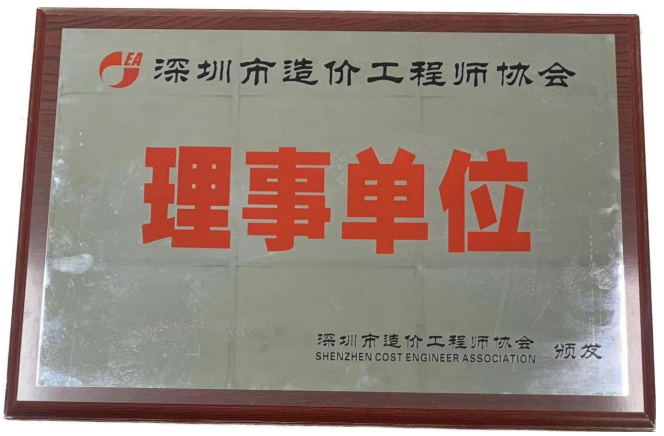 EA 深圳市造价工程师协会
理事单位
深圳市造价工程师协会
SHENZHEN COST ENGINEER ASSOCIATION
颁发